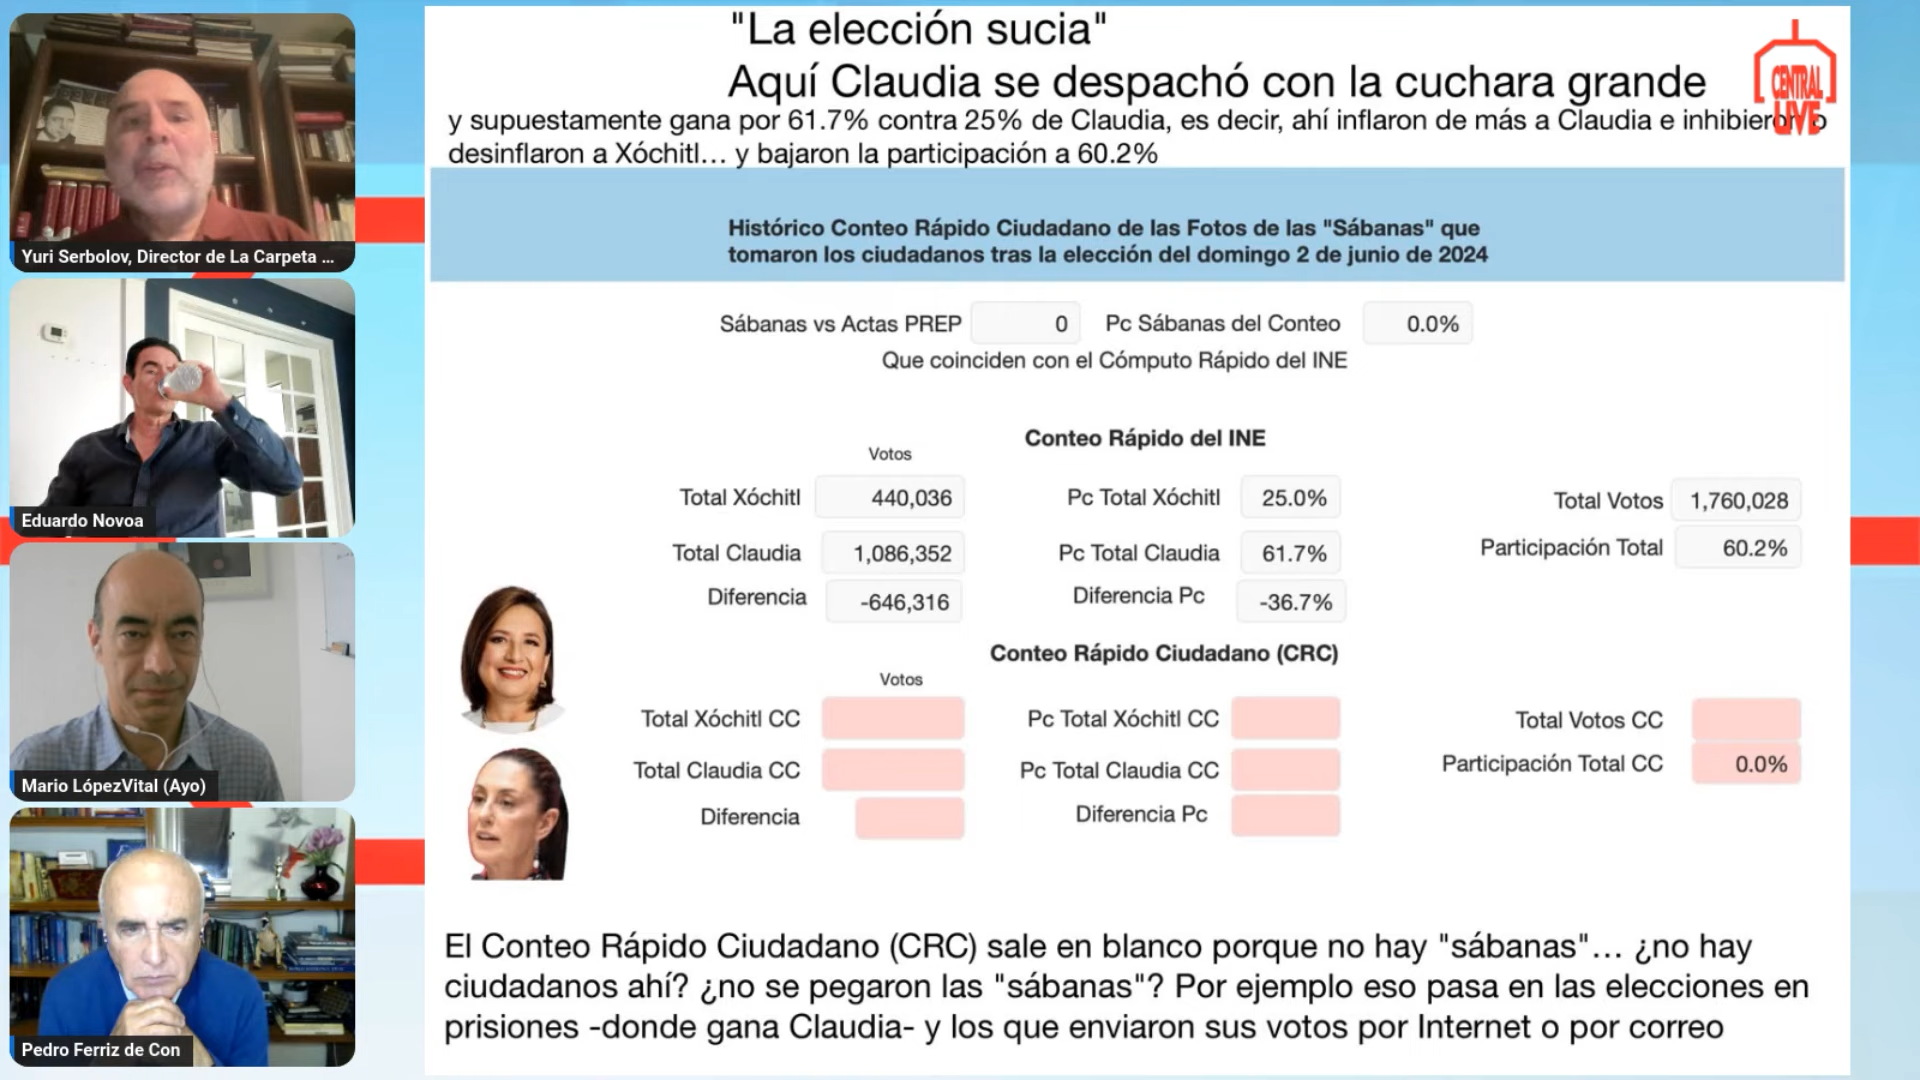 "La elección sucia"
Aquí Claudia se despachó con la cuchara grande
y supuestamente gana por 61.7% contra 25% de Claudia, es decir, ahí inflaron de más a Claudia e inhibieron o
desinflaron a Xóchitl... y bajaron la participación a 60.2%
CENTRAL
LIVE
Histórico Conteo Rápido Ciudadano de las Fotos de las "Sábanas" que
tomaron los ciudadanos tras la elección del domingo 2 de junio de 2024
Sábanas vs Actas PREP 0 Pc Sábanas del Conteo 0.0%
Que coinciden con el Cómputo Rápido del INE
Conteo Rápido del INE
Votos
Total Xóchitl 440,036 Pc Total Xóchitl 25.0% Total Votos 1,760,028
Total Claudia 1,086,352 Pc Total Claudia 61.7% Participación Total 60.2%
Diferencia -646,316 Diferencia Pc -36.7%
Conteo Rápido Ciudadano (CRC)
Votos
Total Xóchitl CC Pc Total Xóchitl CC Total Votos CC
Total Claudia CC Pc Total Claudia CC Participación Total CC 0.0%
Diferencia Diferencia Pc
El Conteo Rápido Ciudadano (CRC) sale en blanco porque no hay "sábanas"... ¿no hay
ciudadanos ahí? ¿no se pegaron las "sábanas"? Por ejemplo eso pasa en las elecciones en
prisiones -donde gana Claudia- y los que enviaron sus votos por Internet o por correo
Yuri Serbolov, Director de La Carpeta ...
Eduardo Novoa
Mario LópezVital (Ayo)
Pedro Ferriz de Con